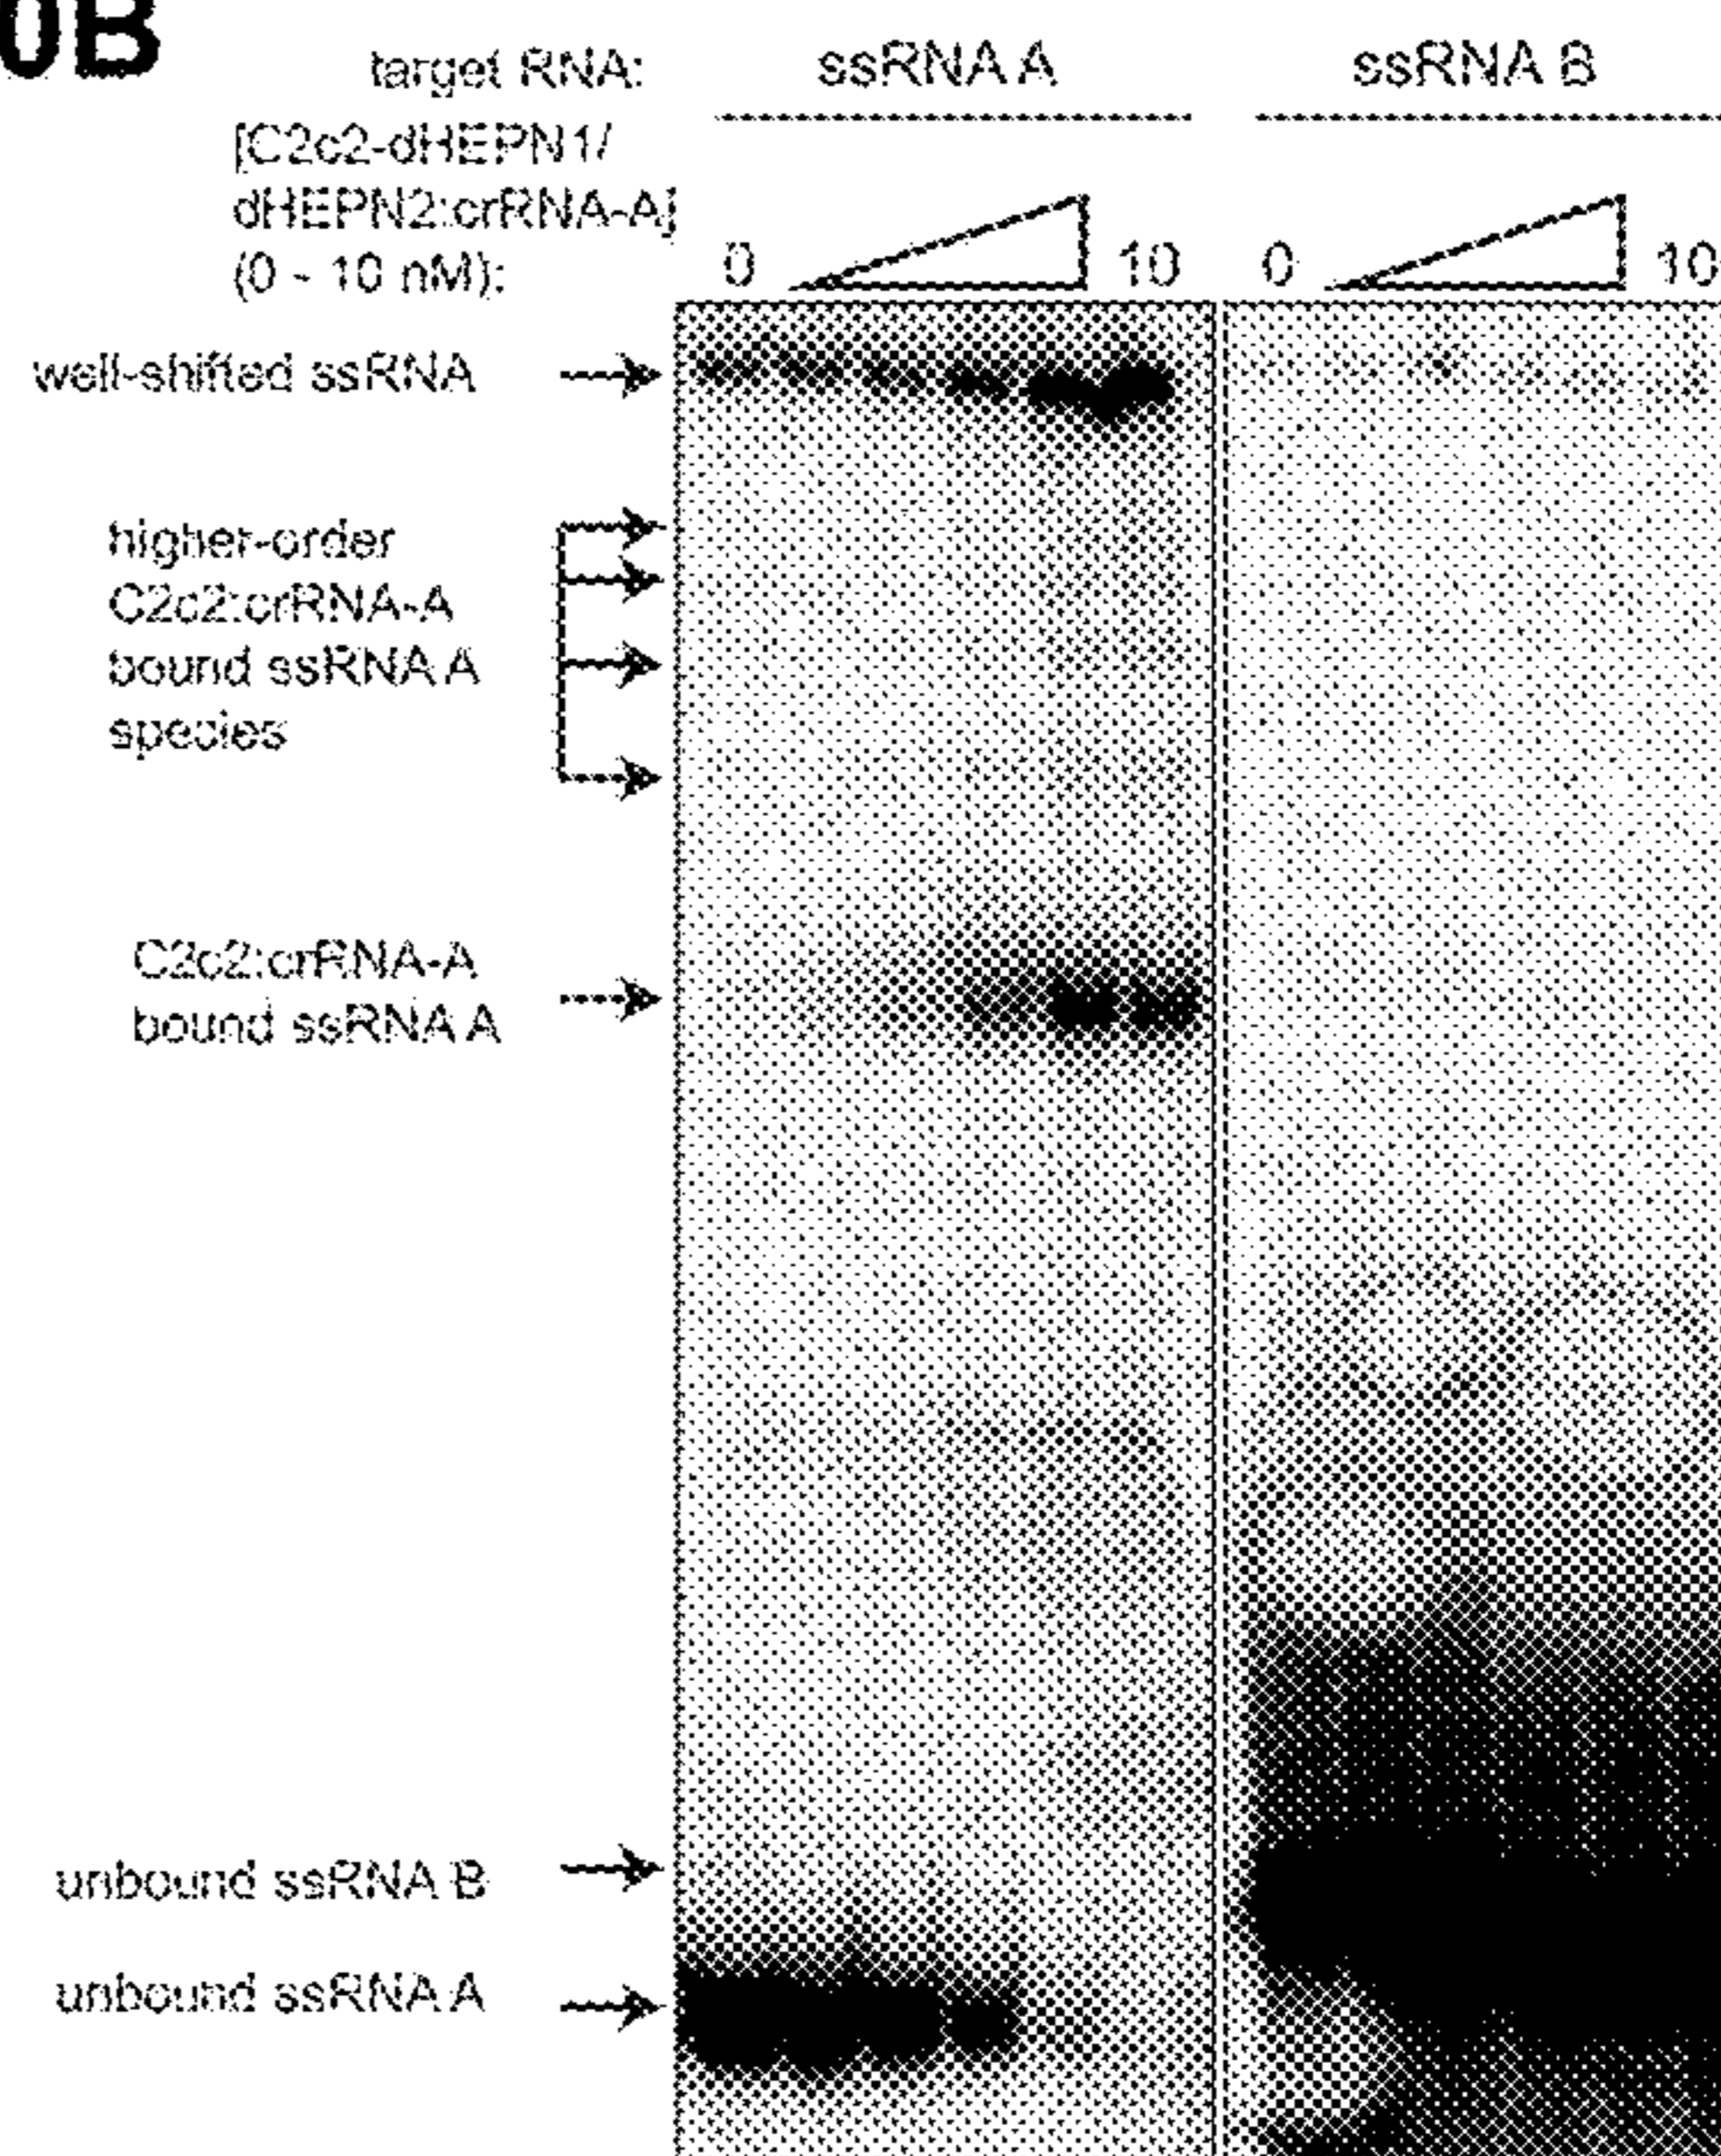 0B
target RNA: ssRNA A ssRNA B
[C2c2-dHEPN1/
dHEPN2:crRNA-A]
(0 - 10 nM): 0 10 0 10
well-shifted ssRNA
higher-order
C2c2:crRNA-A
bound ssRNA A
species
C2c2:crRNA-A
bound ssRNA A
unbound ssRNA B
unbound ssRNA A